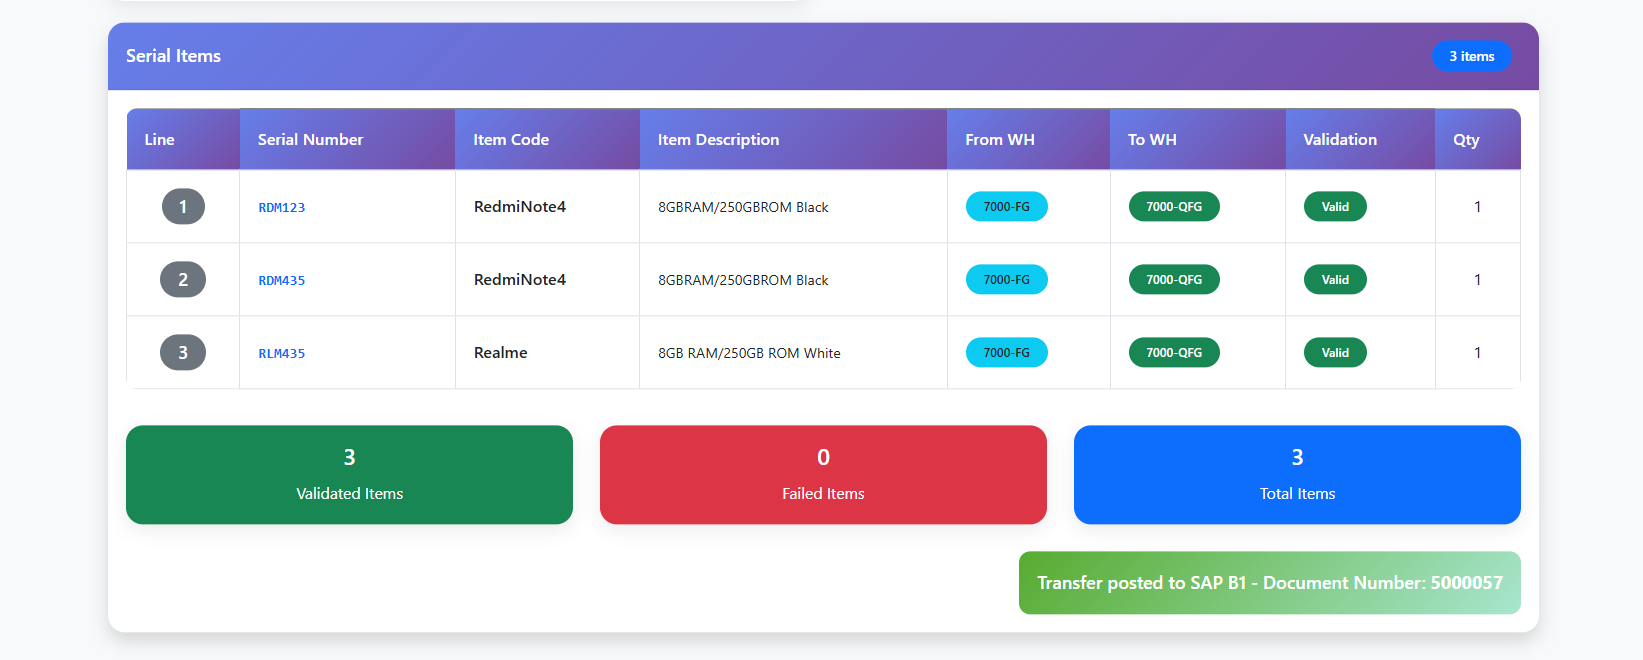 Serial Items 3 items
Line Serial Number Item Code Item Description From WH To WH Validation Qty
1 RDM123 RedmiNote4 8GBRAM/250GBROM Black 7000-FG 7000-QFG Valid 1
2 RDM435 RedmiNote4 8GBRAM/250GBROM Black 7000-FG 7000-QFG Valid 1
3 RLM435 Realme 8GB RAM/250GB ROM White 7000-FG 7000-QFG Valid 1
3 0 3
Validated Items Failed Items Total Items
Transfer posted to SAP B1 - Document Number: 5000057